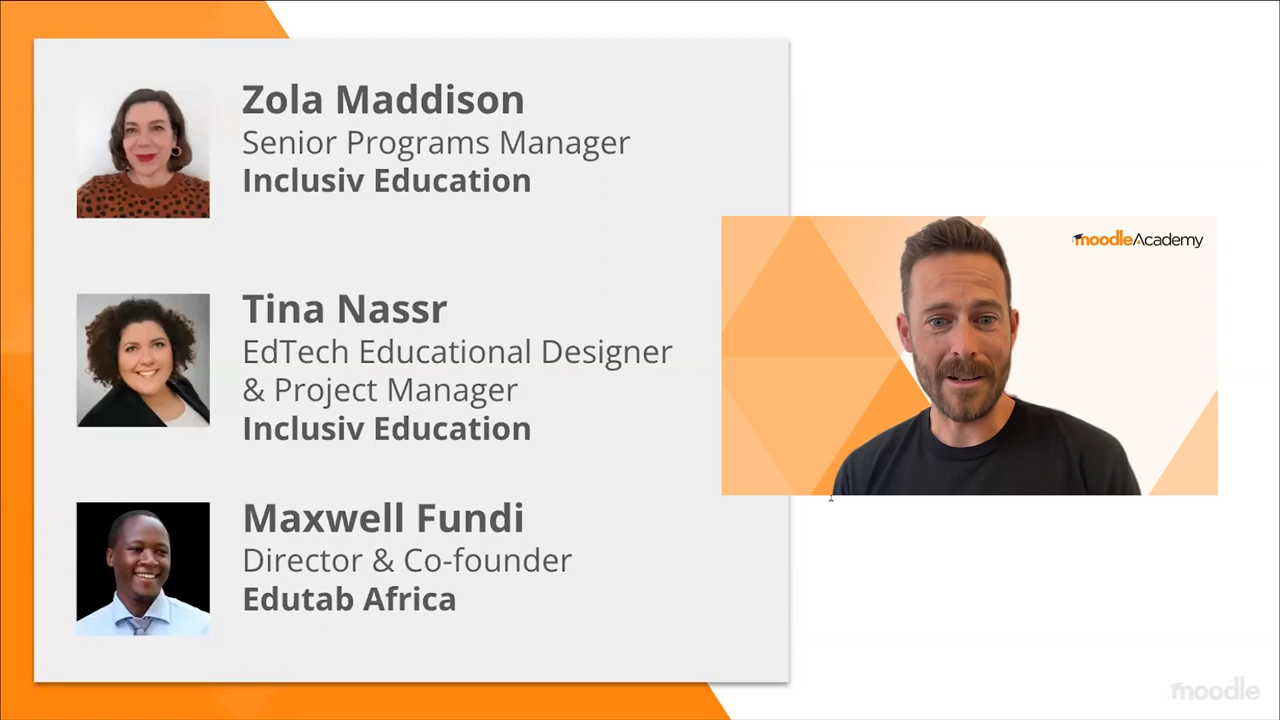 Zola Maddison
Senior Programs Manager
Inclusiv Education
Tina Nassr
EdTech Educational Designer
& Project Manager
Inclusiv Education
Maxwell Fundi
Director & Co-founder
Edutab Africa
moodleAcademy
moodle